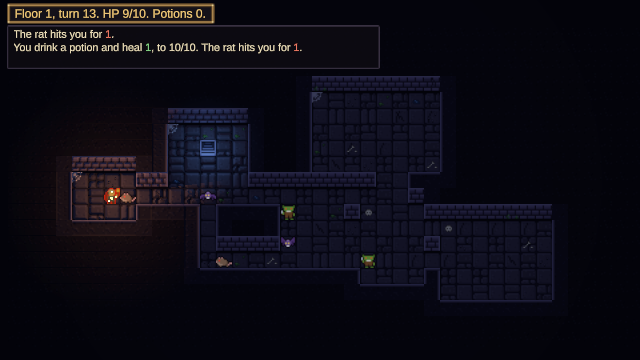 Floor 1, turn 13. HP 9/10. Potions 0.
The rat hits you for 1.
You drink a potion and heal 1, to 10/10. The rat hits you for 1.